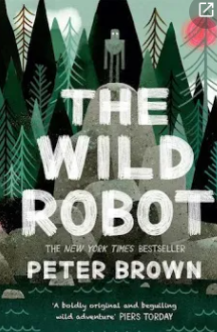 THE
WILD
ROBOT
THE NEW YORK TIMES BESTSELLER
PETER BROWN
'A boldly original and beguiling
wild adventure' PIERS TORDAY